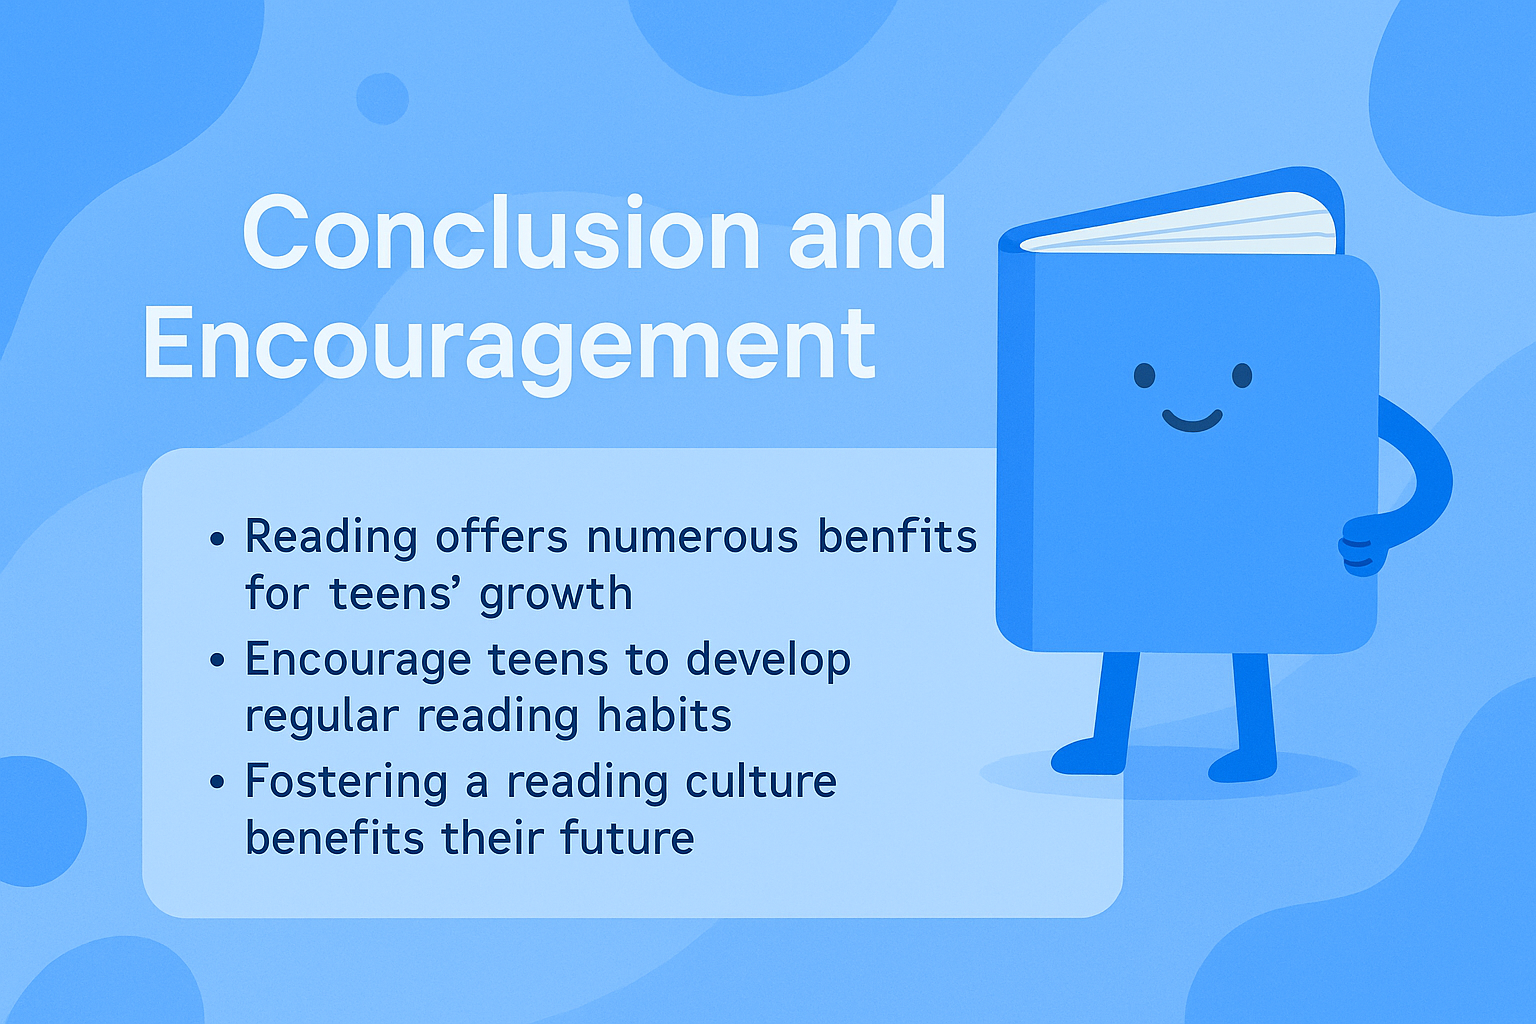 Conclusion and
Encouragement
• Reading offers numerous benfits
for teens’ growth
• Encourage teens to develop
regular reading habits
• Fostering a reading culture
benefits their future